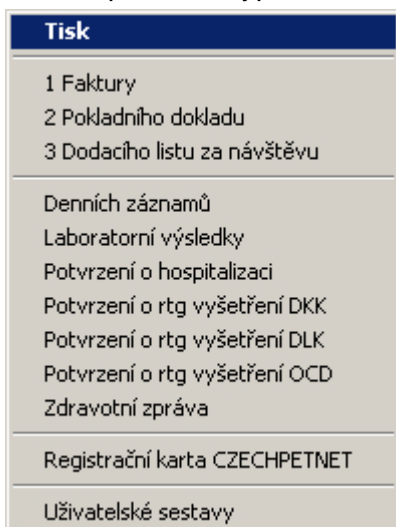 Tisk
1 Faktury
2 Pokladního dokladu
3 Dodacího listu za návštěvu
Denních záznamů
Laboratorní výsledky
Potvrzení o hospitalizaci
Potvrzení o rtg vyšetření DKK
Potvrzení o rtg vyšetření DLK
Potvrzení o rtg vyšetření OCD
Zdravotní zpráva
Registrační karta CZECHPETNET
Uživatelské sestavy